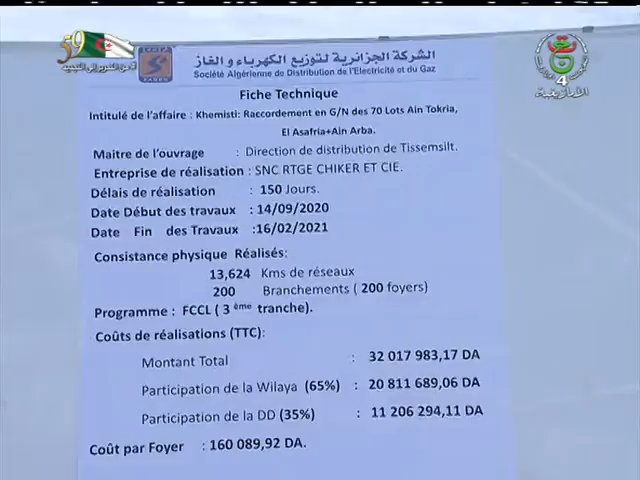 59
الشركة الجزائرية لتوزيع الكهرباء و الغاز
Société Algérienne de Distribution de l'Electricité et du Gaz
4
الأمازيغية
Fiche Technique
Intitulé de l'affaire : Khemisti: Raccordement en G/N des 70 Lots Ain Tokria,
El Asafria+Ain Arba.
Maitre de l'ouvrage : Direction de distribution de Tissemsilt.
Entreprise de réalisation : SNC RTGE CHIKER ET CIE.
Délais de réalisation : 150 Jours.
Date Début des travaux : 14/09/2020
Date Fin des Travaux :16/02/2021
Consistance physique Réalisés:
13,624 Kms de réseaux
200 Branchements ( 200 foyers)
Programme : FCCL ( 3 ème tranche).
Coûts de réalisations (TTC):
Montant Total : 32 017 983,17 DA
Participation de la Wilaya (65%) : 20 811 689,06 DA
Participation de la DD (35%) : 11 206 294,11 DA
Coût par Foyer : 160 089,92 DA.